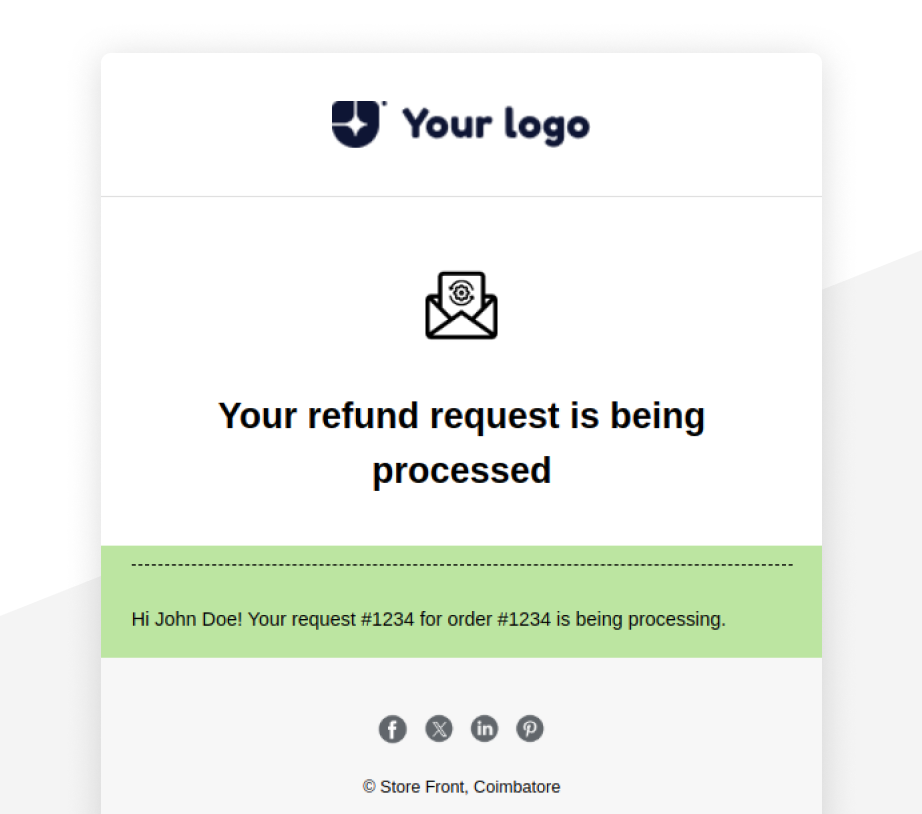 Your logo
Your refund request is being
processed
Hi John Doe! Your request #1234 for order #1234 is being processing.
© Store Front, Coimbatore